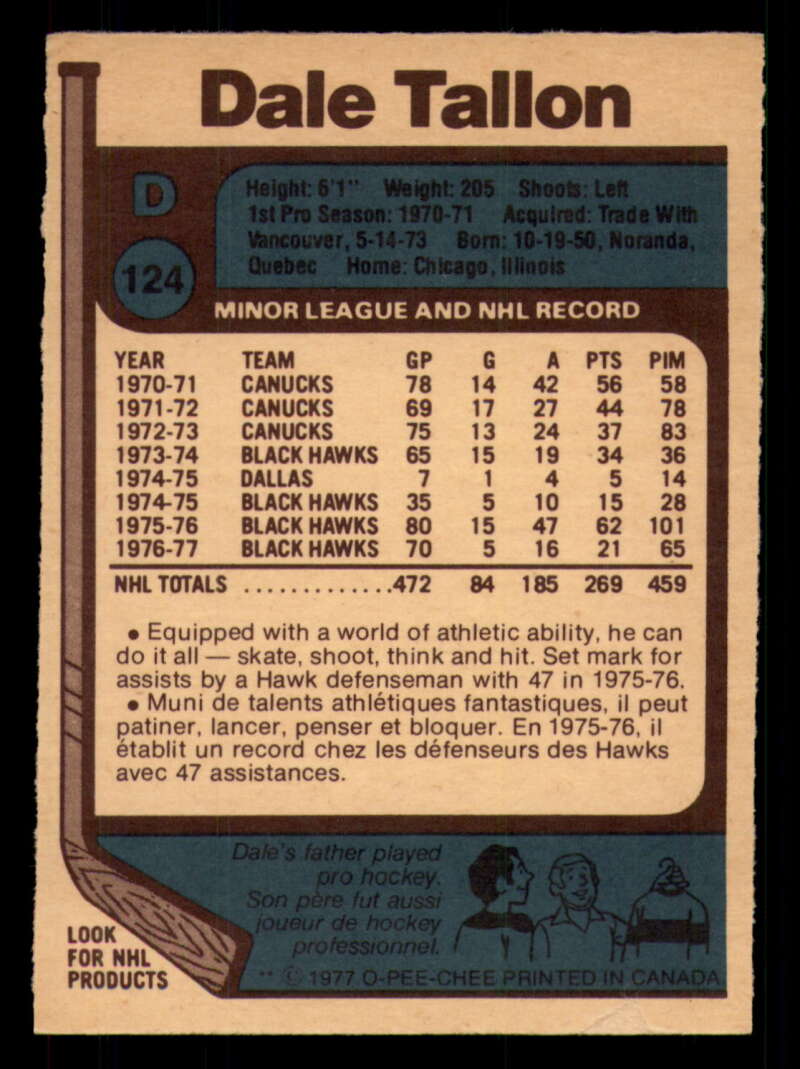 Dale Tallon
D
124
Height: 6'1" Weight: 205 Shoots: Left
1st Pro Season: 1970-71 Acquired: Trade With
Vancouver, 5-14-73 Born: 10-19-50, Noranda,
Quebec Home: Chicago, Illinois
MINOR LEAGUE AND NHL RECORD
YEAR TEAM GP G A PTS PIM
1970-71 CANUCKS 78 14 42 56 58
1971-72 CANUCKS 69 17 27 44 78
1972-73 CANUCKS 75 13 24 37 83
1973-74 BLACK HAWKS 65 15 19 34 36
1974-75 DALLAS 7 1 4 5 14
1974-75 BLACK HAWKS 35 5 10 15 28
1975-76 BLACK HAWKS 80 15 47 62 101
1976-77 BLACK HAWKS 70 5 16 21 65
NHL TOTALS .............472 84 185 269 459
• Equipped with a world of athletic ability, he can
do it all — skate, shoot, think and hit. Set mark for
assists by a Hawk defenseman with 47 in 1975-76.
• Muni de talents athlétiques fantastiques, il peut
patiner, lancer, penser et bloquer. En 1975-76, il
établit un record chez les défenseurs des Hawks
avec 47 assistances.
Dale's father played
pro hockey.
Son père fut aussi
joueur de hockey
professionnel.
LOOK
FOR NHL
PRODUCTS
** © 1977 O-PEE-CHEE PRINTED IN CANADA